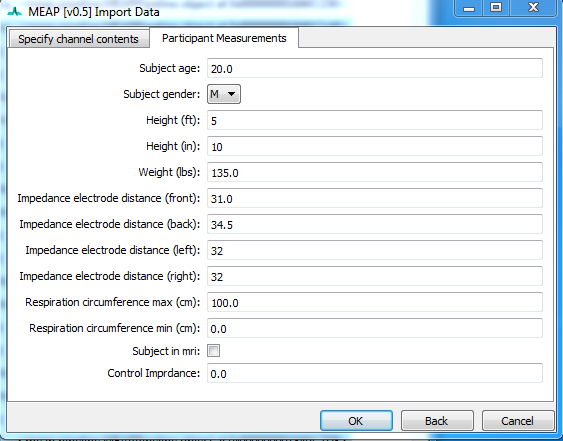 MEAP [v0.5] Import Data
Specify channel contents Participant Measurements
Subject age: 20.0
Subject gender: M
Height (ft): 5
Height (in): 10
Weight (lbs): 135.0
Impedance electrode distance (front): 31.0
Impedance electrode distance (back): 34.5
Impedance electrode distance (left): 32
Impedance electrode distance (right): 32
Respiration circumference max (cm): 100.0
Respiration circumference min (cm): 0.0
Subject in mri:
Control Imprdance: 0.0
OK Back Cancel